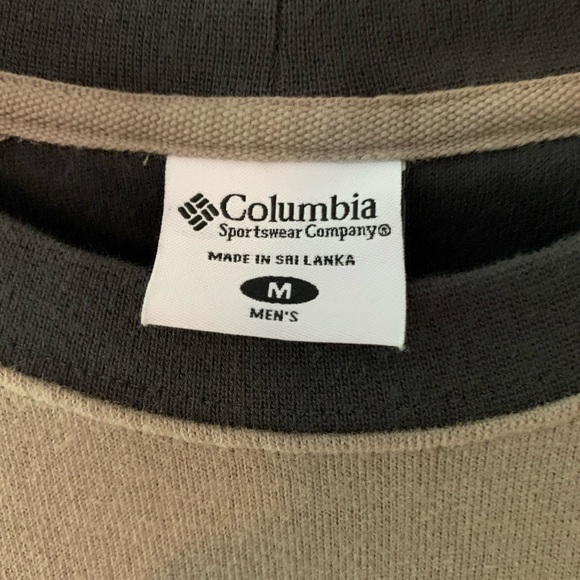 Columbia
Sportswear Company®
MADE IN SRI LANKA
M
MEN'S